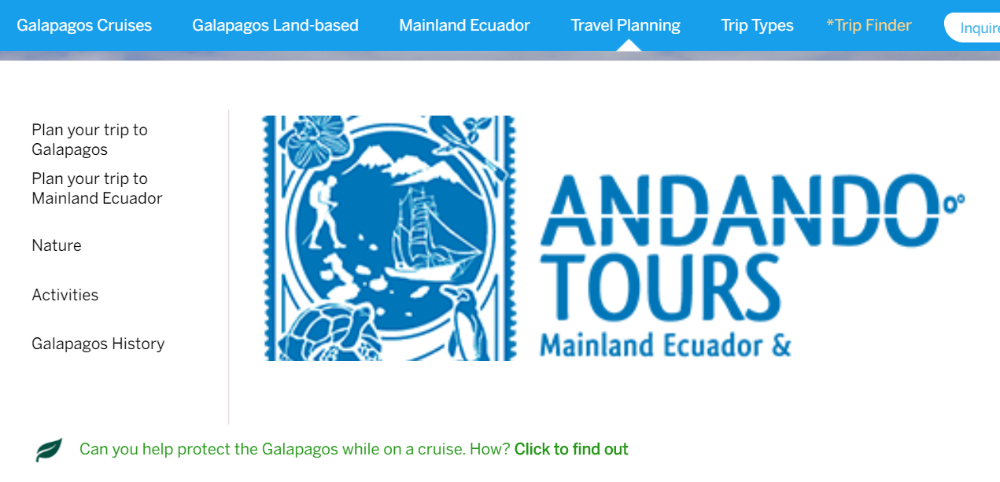 Galapagos Cruises Galapagos Land-based Mainland Ecuador Travel Planning Trip Types *Trip Finder Inquire
Plan your trip to
Galapagos
Plan your trip to
Mainland Ecuador
Nature
Activities
Galapagos History
ANDANDO
TOURS
Mainland Ecuador &
Can you help protect the Galapagos while on a cruise. How? Click to find out